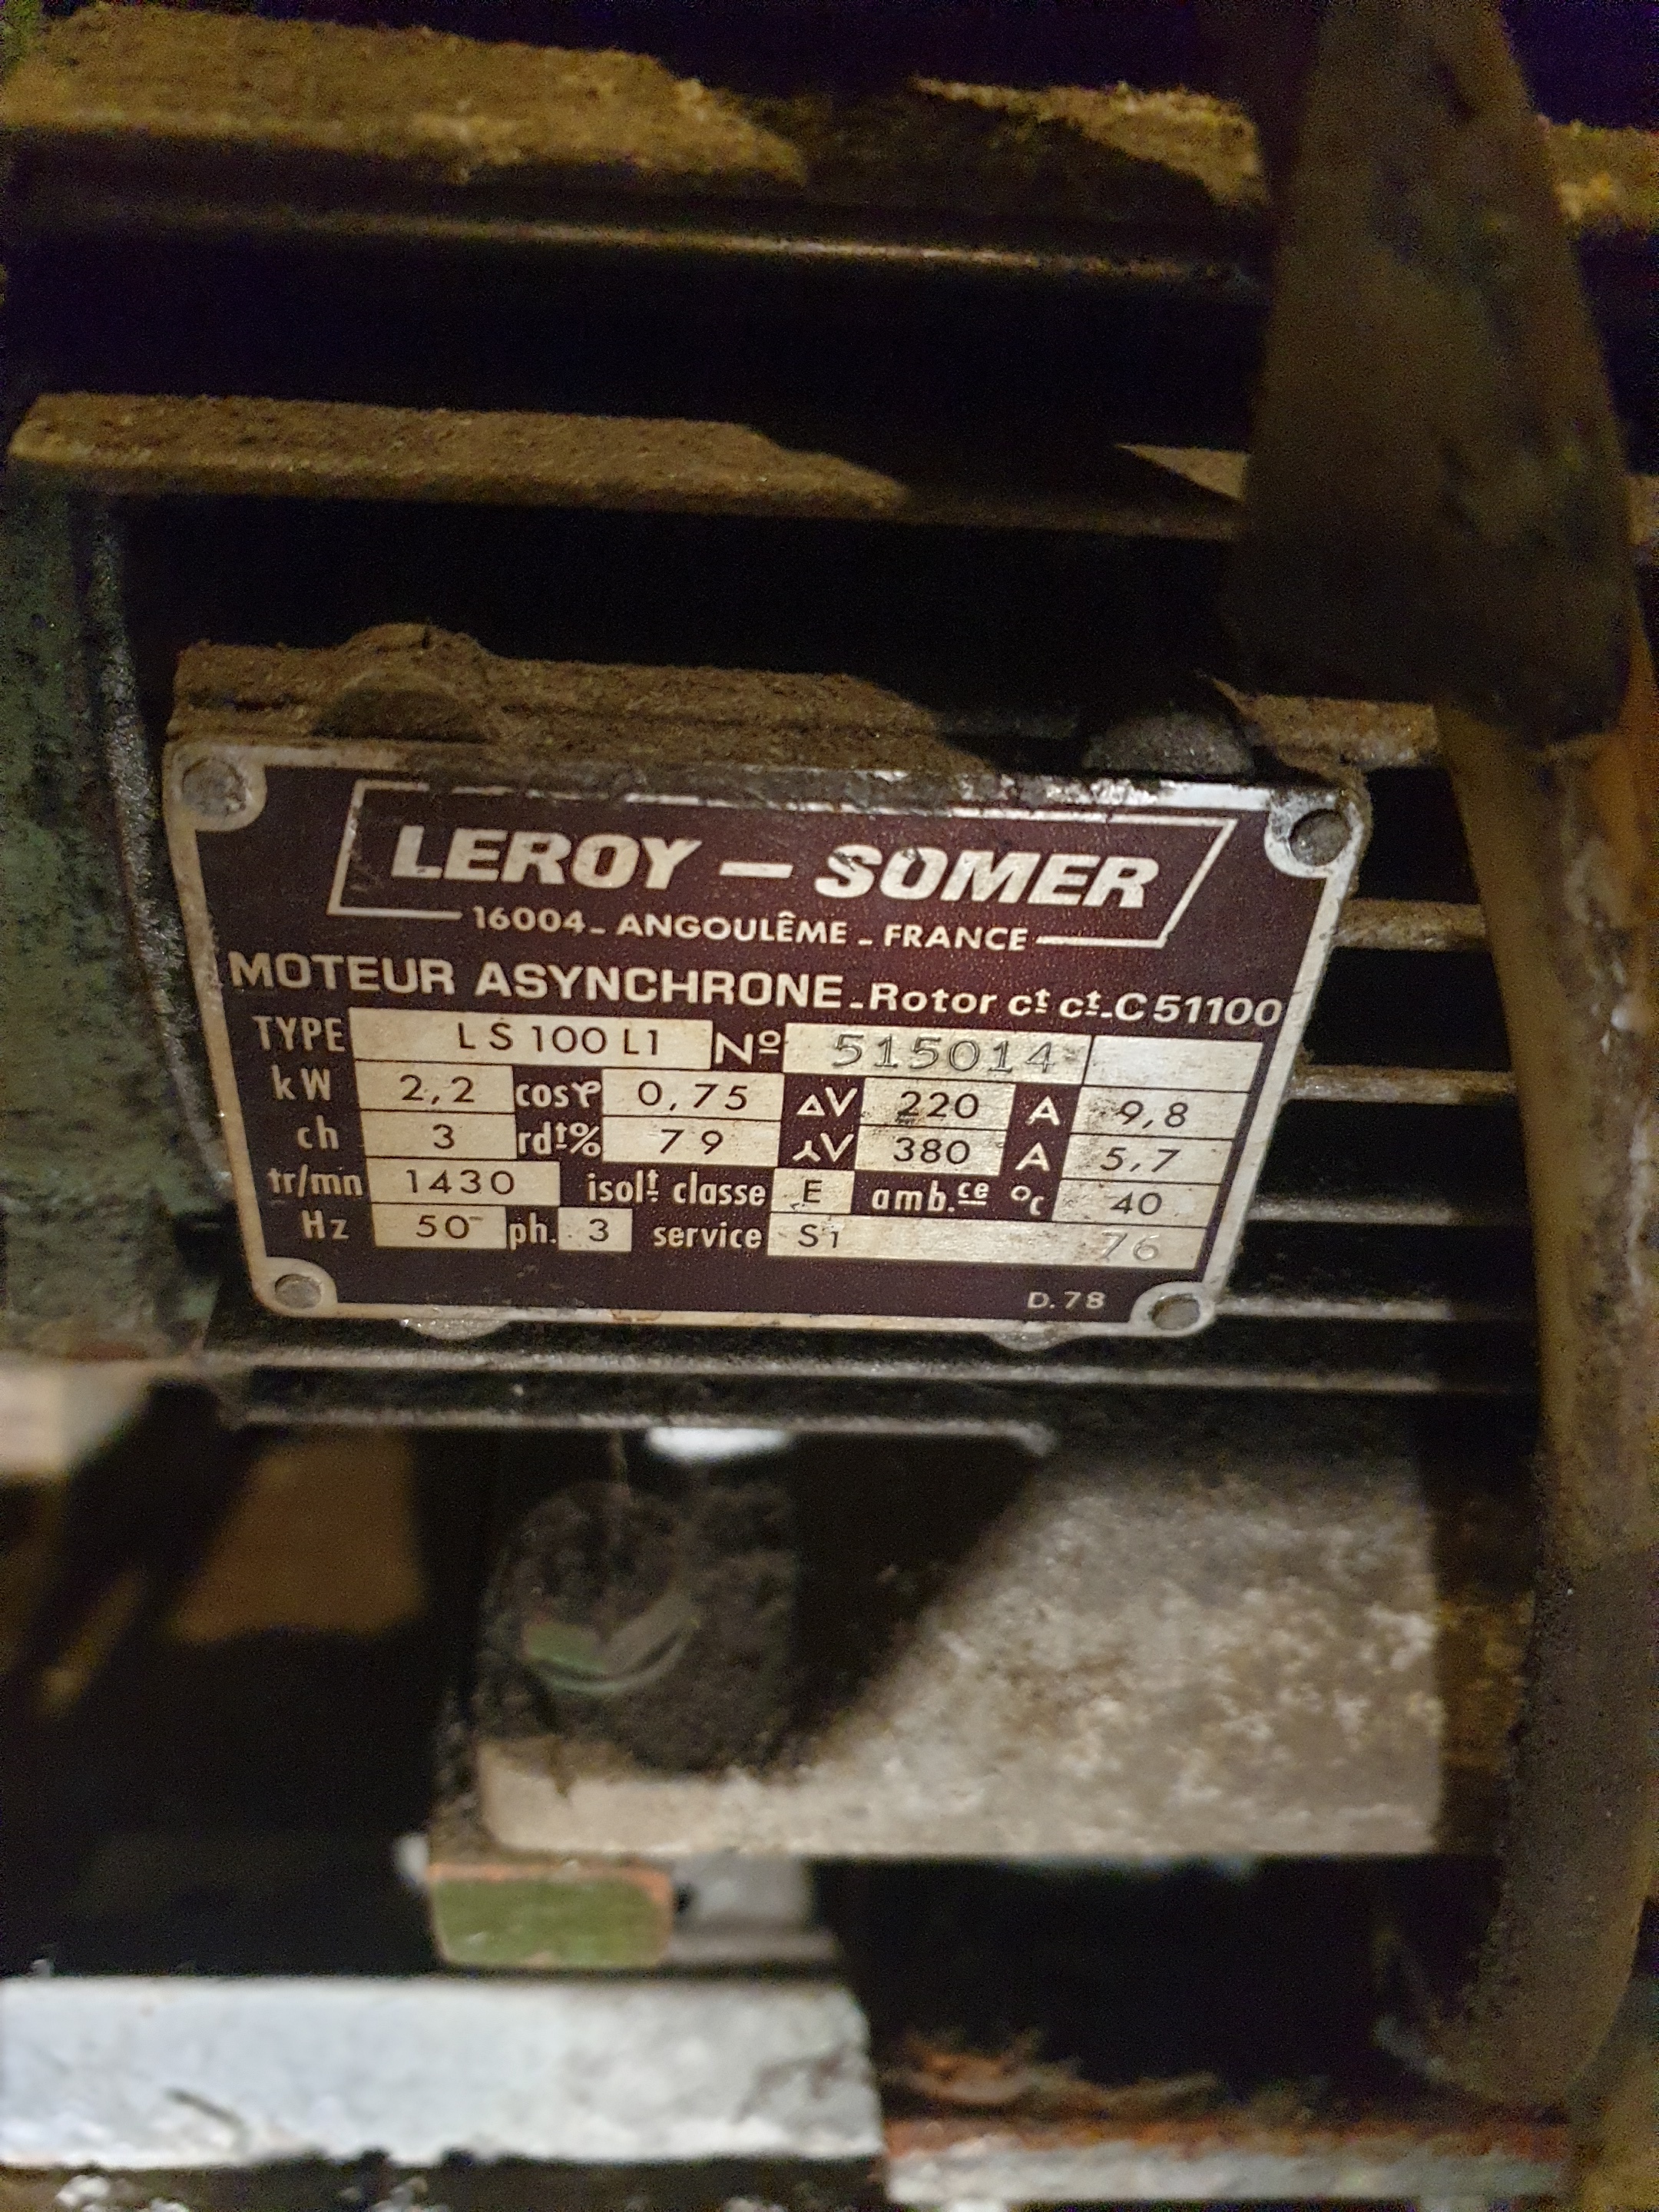 LEROY – SOMER
16004 - ANGOULÊME - FRANCE
MOTEUR ASYNCHRONE - Rotor cᵗ cᵗ - C 51100
TYPE LS 100 L1 Nº 515014
kW 2,2 cosφ 0,75 ΔV 220 A 9,8
ch 3 rdᵗ% 79 ⅄V 380 A 5,7
tr/mn 1430 isolᵗ classe E amb.ᶜᵉ °C 40
Hz 50 ph. 3 service S1 76
D.78